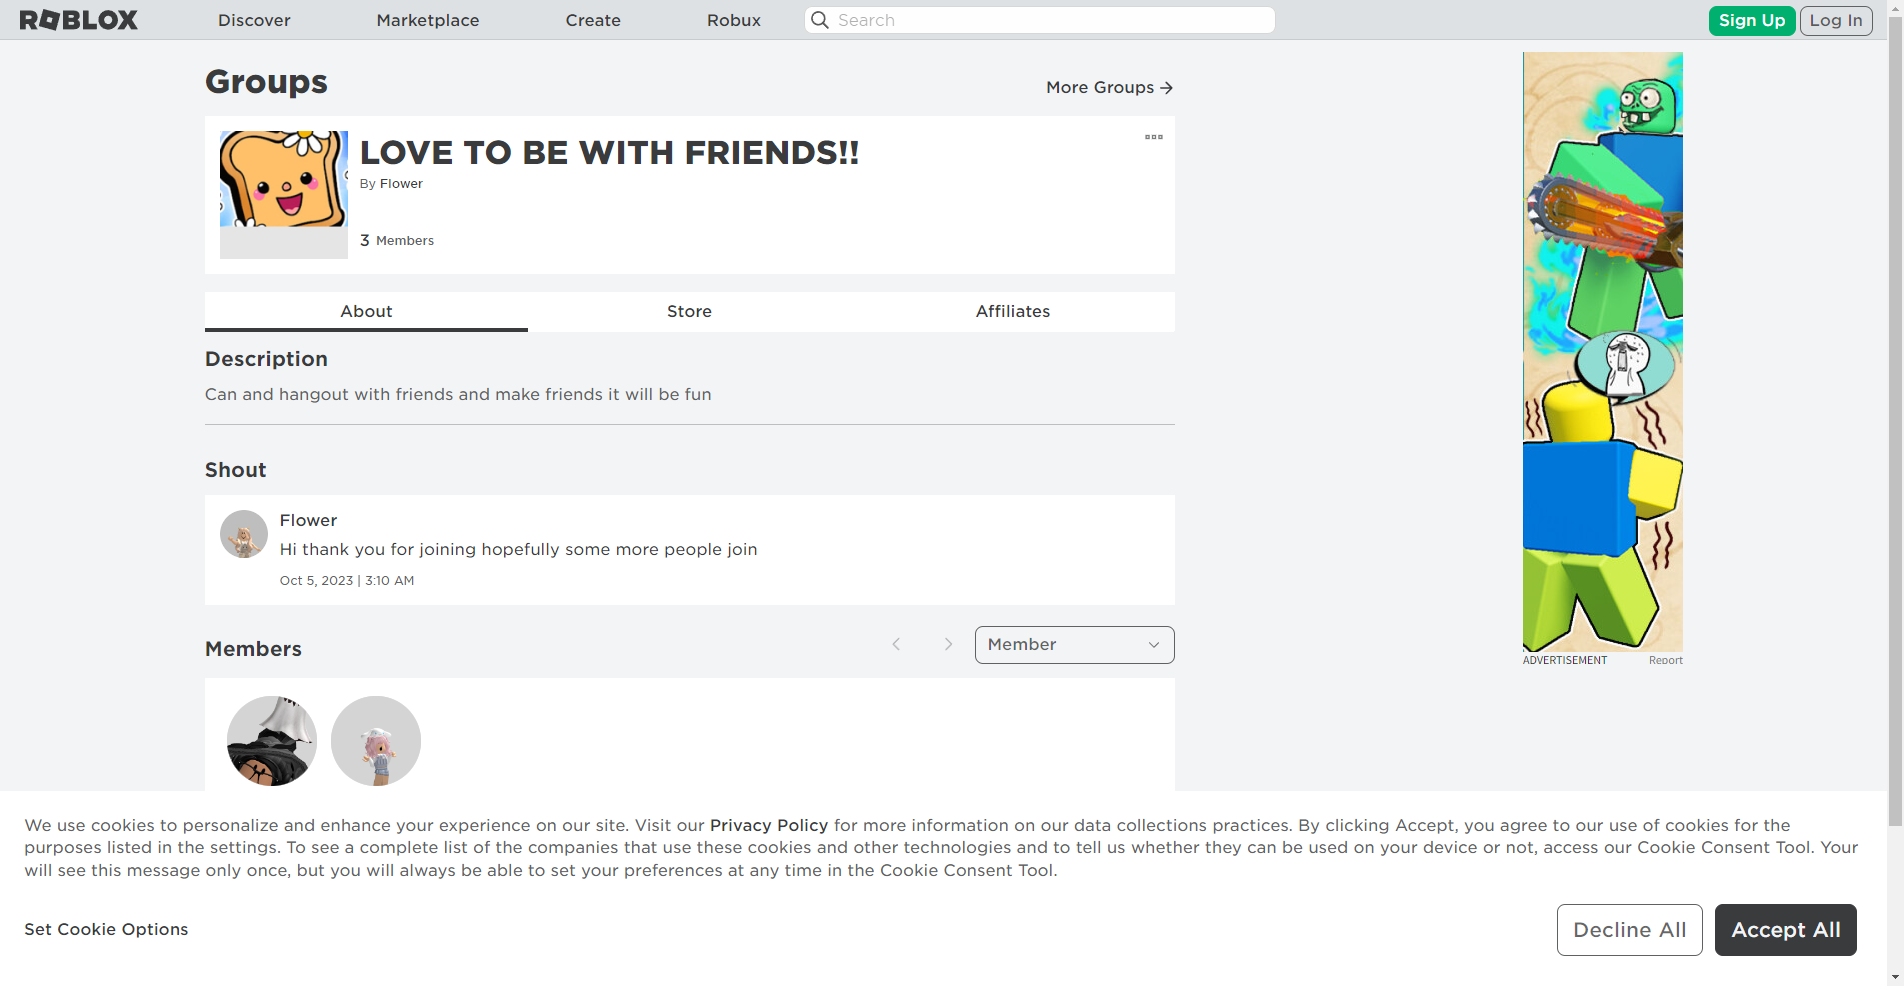 ROBLOX
Discover
Marketplace
Create
Robux
Search
Sign Up
Log In
Groups
More Groups
LOVE TO BE WITH FRIENDS!!
By Flower
3 Members
About
Store
Affiliates
Description
Can and hangout with friends and make friends it will be fun
Shout
Flower
Hi thank you for joining hopefully some more people join
Oct 5, 2023 | 3:10 AM
Members
Member
ADVERTISEMENT
Report
We use cookies to personalize and enhance your experience on our site. Visit our Privacy Policy for more information on our data collections practices. By clicking Accept, you agree to our use of cookies for the
purposes listed in the settings. To see a complete list of the companies that use these cookies and other technologies and to tell us whether they can be used on your device or not, access our Cookie Consent Tool. Your
will see this message only once, but you will always be able to set your preferences at any time in the Cookie Consent Tool.
Set Cookie Options
Decline All
Accept All